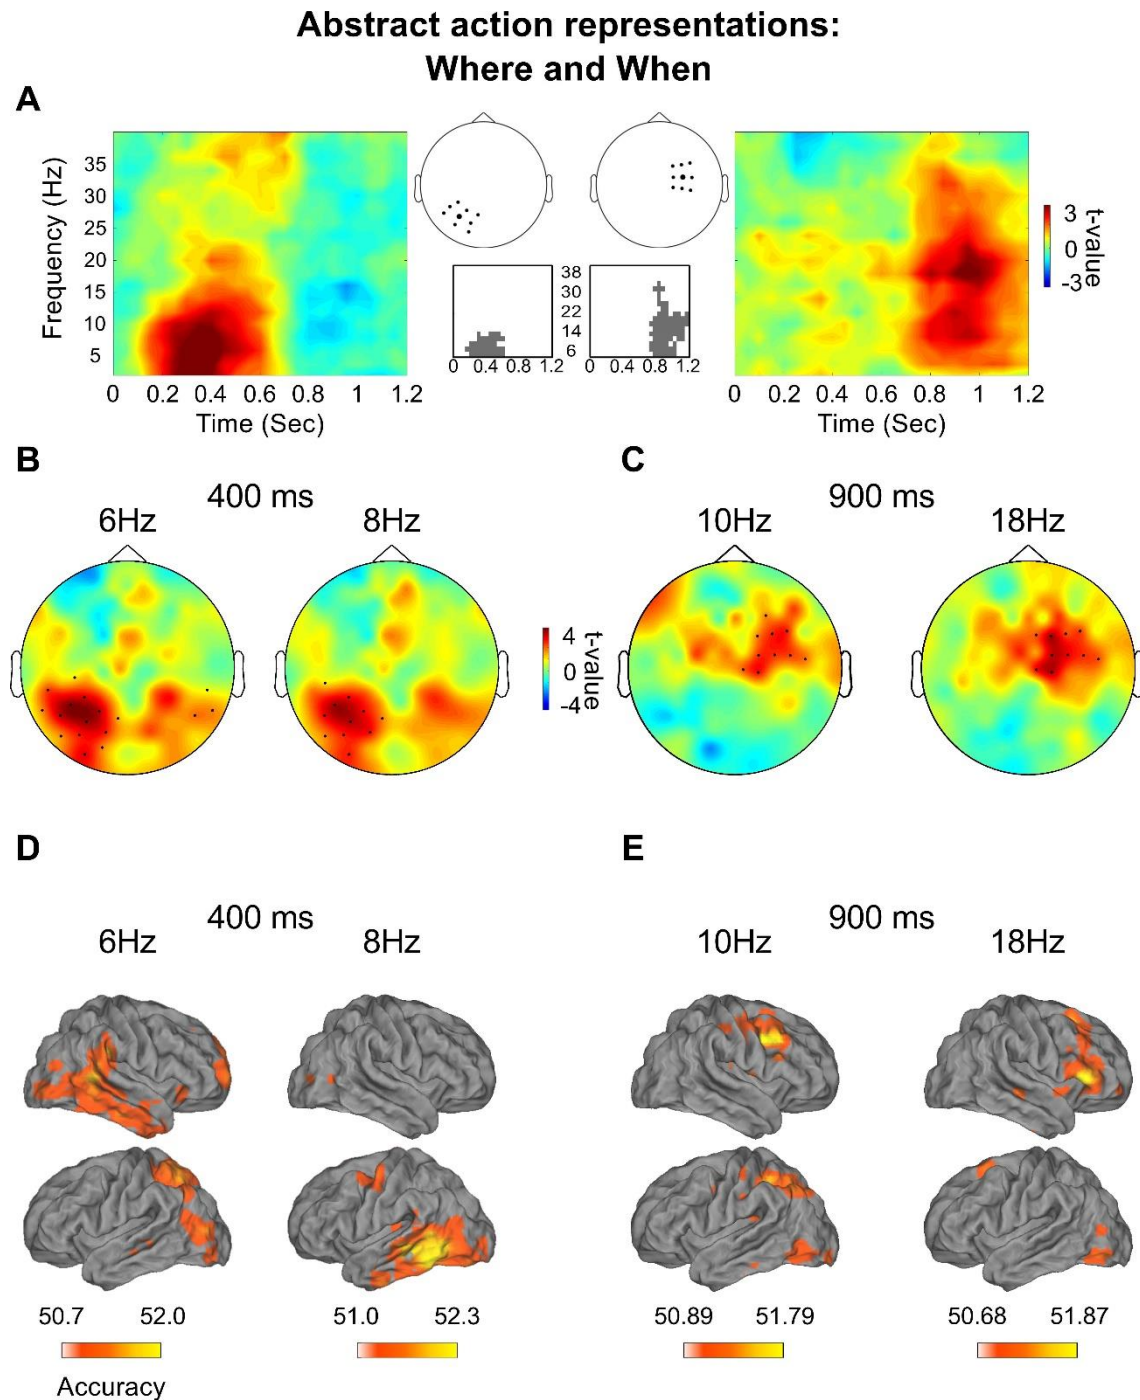 Abstract action representations:
Where and When
A
Frequency (Hz)
35
30
25
20
15
10
5
0 0.2 0.4 0.6 0.8 1 1.2
Time (Sec)
38
30
22
14
6
0 0.4 0.8 1.2
0 0.4 0.8 1.2
0 0.2 0.4 0.6 0.8 1 1.2
Time (Sec)
3
0
-3
t-value
B
400 ms
6Hz 8Hz
4
0
-4
t-value
C
900 ms
10Hz 18Hz
D
400 ms
6Hz 8Hz
50.7 52.0
51.0 52.3
Accuracy
E
900 ms
10Hz 18Hz
50.89 51.79
50.68 51.87